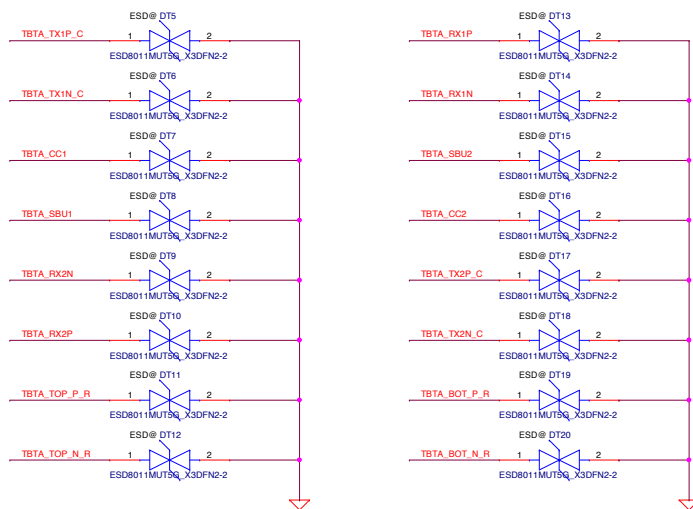 ESD@ DT5
TBTA_TX1P_C 1 2
ESD8011MUT5G_X3DFN2-2
ESD@ DT6
TBTA_TX1N_C 1 2
ESD8011MUT5G_X3DFN2-2
ESD@ DT7
TBTA_CC1 1 2
ESD8011MUT5G_X3DFN2-2
ESD@ DT8
TBTA_SBU1 1 2
ESD8011MUT5G_X3DFN2-2
ESD@ DT9
TBTA_RX2N 1 2
ESD8011MUT5G_X3DFN2-2
ESD@ DT10
TBTA_RX2P 1 2
ESD8011MUT5G_X3DFN2-2
ESD@ DT11
TBTA_TOP_P_R 1 2
ESD8011MUT5G_X3DFN2-2
ESD@ DT12
TBTA_TOP_N_R 1 2
ESD8011MUT5G_X3DFN2-2
ESD@ DT13
TBTA_RX1P 1 2
ESD8011MUT5G_X3DFN2-2
ESD@ DT14
TBTA_RX1N 1 2
ESD8011MUT5G_X3DFN2-2
ESD@ DT15
TBTA_SBU2 1 2
ESD8011MUT5G_X3DFN2-2
ESD@ DT16
TBTA_CC2 1 2
ESD8011MUT5G_X3DFN2-2
ESD@ DT17
TBTA_TX2P_C 1 2
ESD8011MUT5G_X3DFN2-2
ESD@ DT18
TBTA_TX2N_C 1 2
ESD8011MUT5G_X3DFN2-2
ESD@ DT19
TBTA_BOT_P_R 1 2
ESD8011MUT5G_X3DFN2-2
ESD@ DT20
TBTA_BOT_N_R 1 2
ESD8011MUT5G_X3DFN2-2